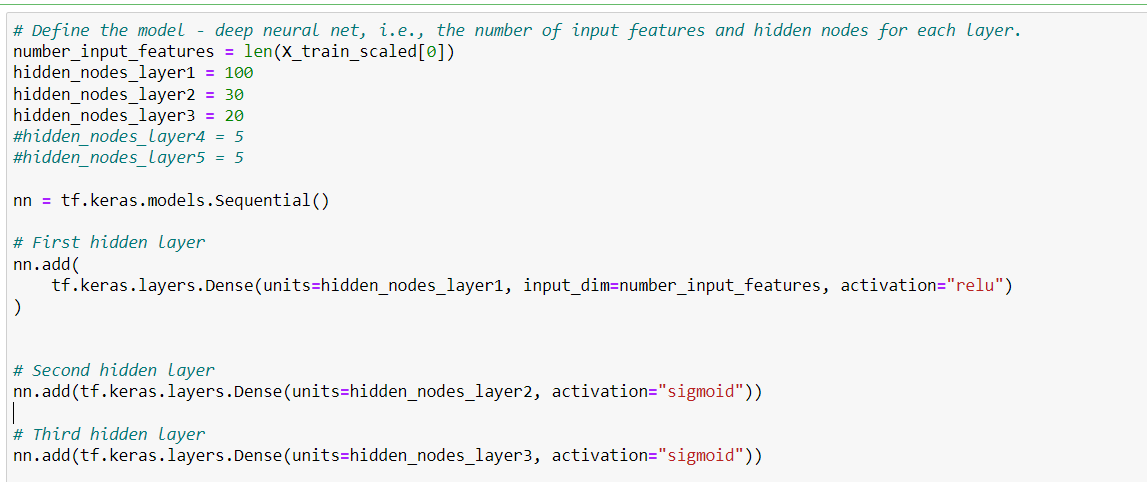 # Define the model - deep neural net, i.e., the number of input features and hidden nodes for each layer.
number_input_features = len(X_train_scaled[0])
hidden_nodes_layer1 = 100
hidden_nodes_layer2 = 30
hidden_nodes_layer3 = 20
#hidden_nodes_layer4 = 5
#hidden_nodes_layer5 = 5
nn = tf.keras.models.Sequential()
# First hidden layer
nn.add(
    tf.keras.layers.Dense(units=hidden_nodes_layer1, input_dim=number_input_features, activation="relu")
)
# Second hidden layer
nn.add(tf.keras.layers.Dense(units=hidden_nodes_layer2, activation="sigmoid"))
# Third hidden layer
nn.add(tf.keras.layers.Dense(units=hidden_nodes_layer3, activation="sigmoid"))